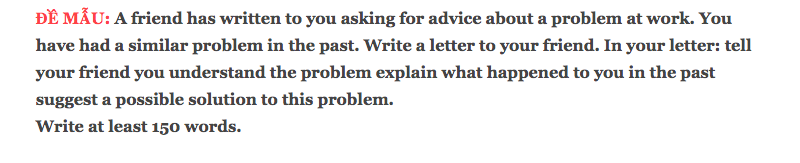 ĐỀ MẪU: A friend has written to you asking for advice about a problem at work. You
have had a similar problem in the past. Write a letter to your friend. In your letter: tell
your friend you understand the problem explain what happened to you in the past
suggest a possible solution to this problem.
Write at least 150 words.